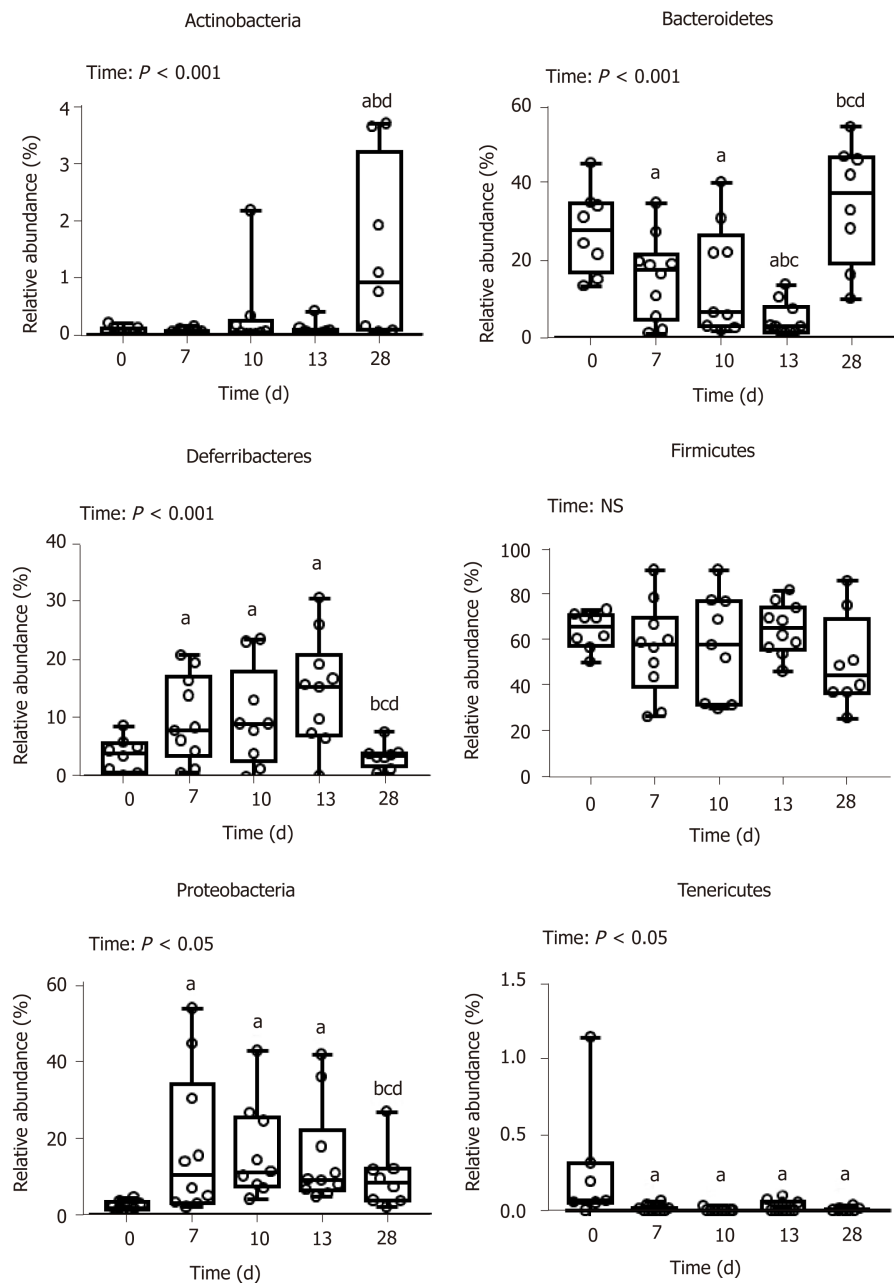 Actinobacteria
Time: P < 0.001
abd
4
3
2
1
0
Relative abundance (%)
0 7 10 13 28
Time (d)
Bacteroidetes
Time: P < 0.001
bcd
a a
abc
60
40
20
0
Relative abundance (%)
0 7 10 13 28
Time (d)
Deferribacteres
Time: P < 0.001
a a a
bcd
40
30
20
10
0
Relative abundance (%)
0 7 10 13 28
Time (d)
Firmicutes
Time: NS
100
80
60
40
20
0
Relative abundance (%)
0 7 10 13 28
Time (d)
Proteobacteria
Time: P < 0.05
a a a
bcd
60
40
20
0
Relative abundance (%)
0 7 10 13 28
Time (d)
Tenericutes
Time: P < 0.05
a a a a
1.5
1.0
0.5
0.0
Relative abundance (%)
0 7 10 13 28
Time (d)